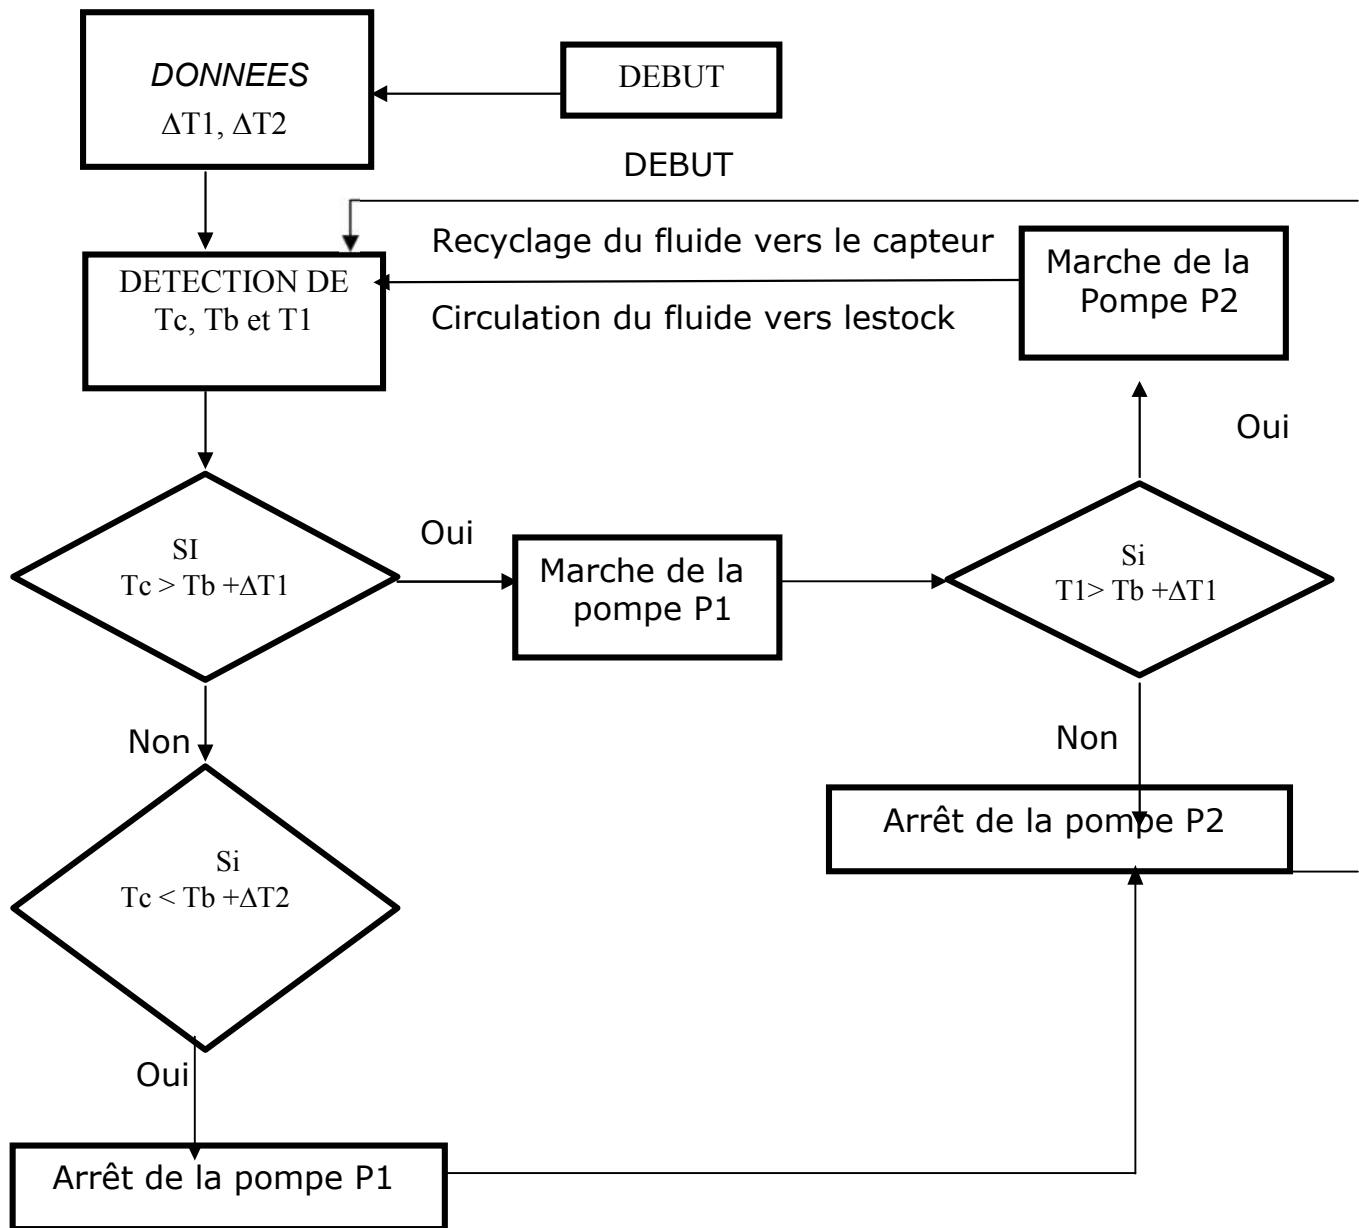 DONNEES
ΔT1, ΔT2
DEBUT
DEBUT
Recyclage du fluide vers le capteur
Circulation du fluide vers lestock
Marche de la
Pompe P2
DETECTION DE
Tc, Tb et T1
Oui
SI
Tc > Tb +ΔT1
Oui
Marche de la
pompe P1
Si
T1> Tb +ΔT1
Non
Non
Arrêt de la pompe P2
Si
Tc < Tb +ΔT2
Oui
Arrêt de la pompe P1